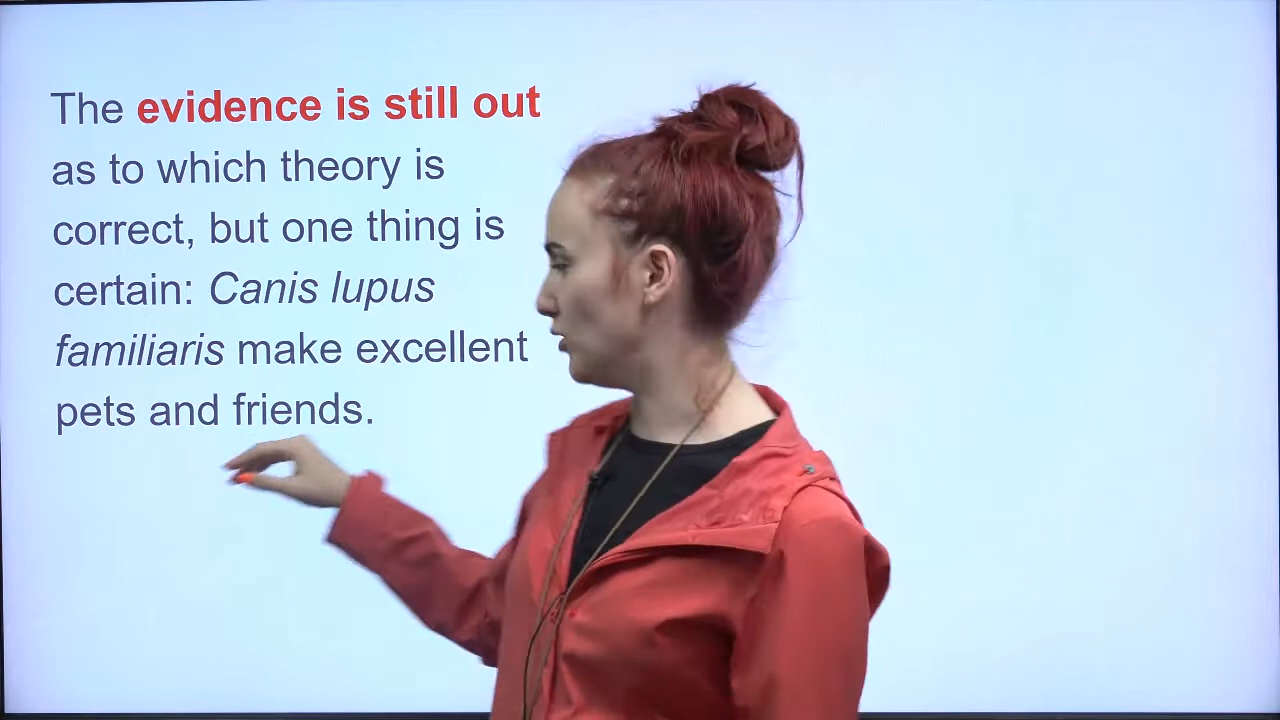 The evidence is still out
as to which theory is
correct, but one thing is
certain: Canis lupus
familiaris make excellent
pets and friends.